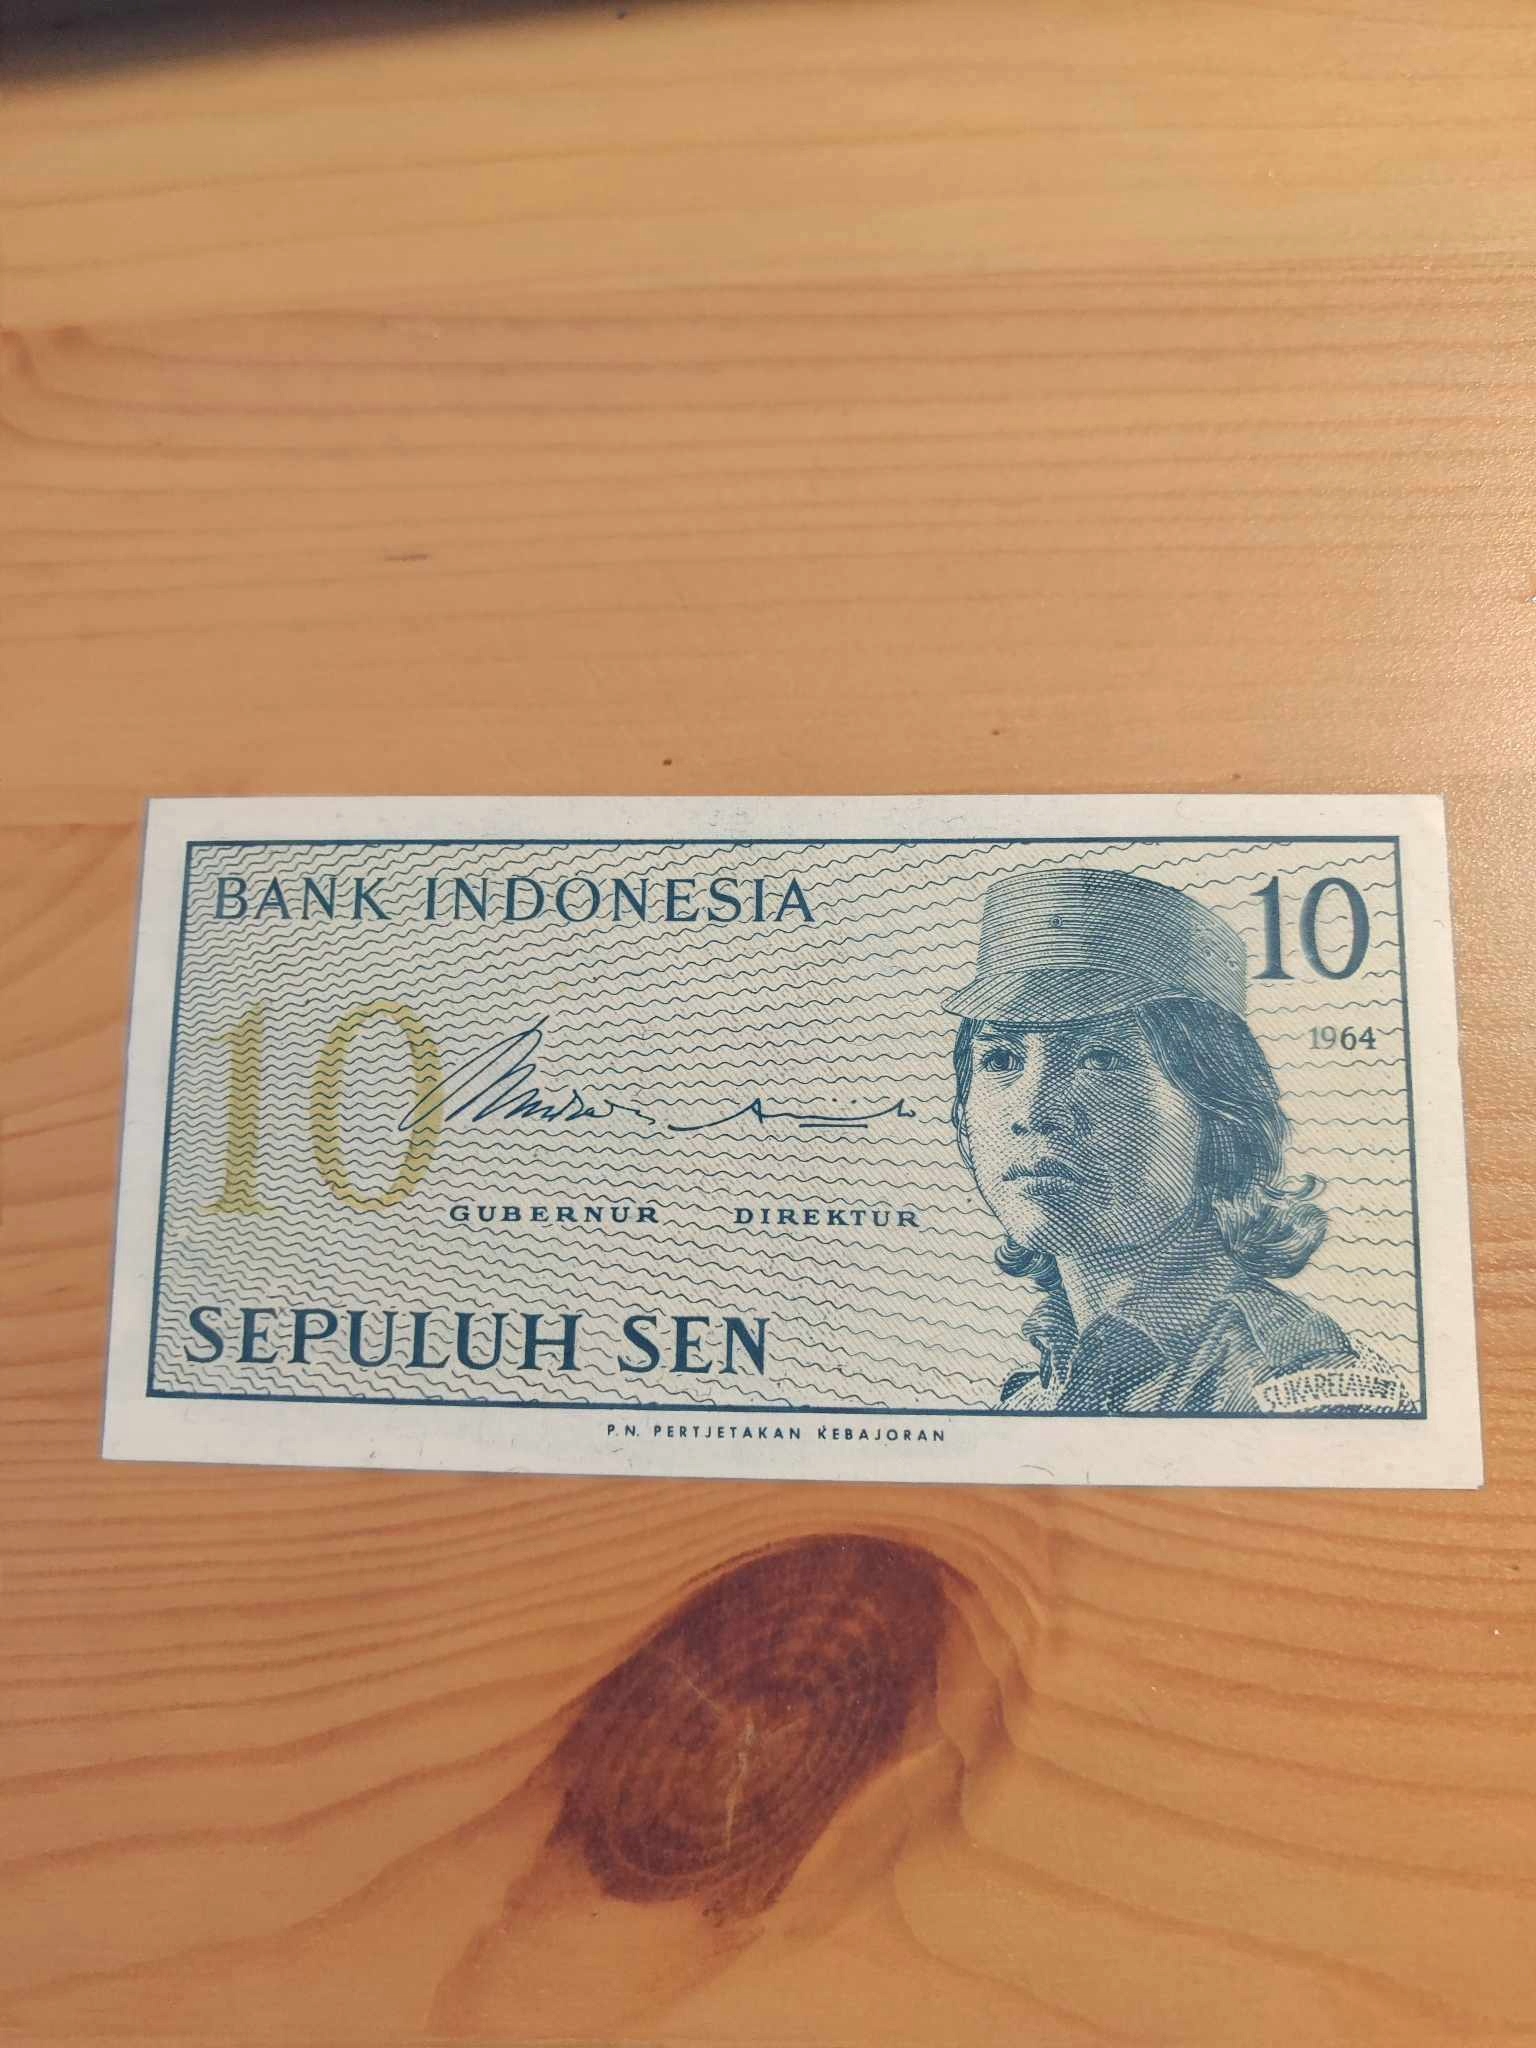 BANK INDONESIA
10
1964
10
GUBERNUR DIREKTUR
SEPULUH SEN
SUKARELAWATI
P.N. PERTJETAKAN KEBAJORAN